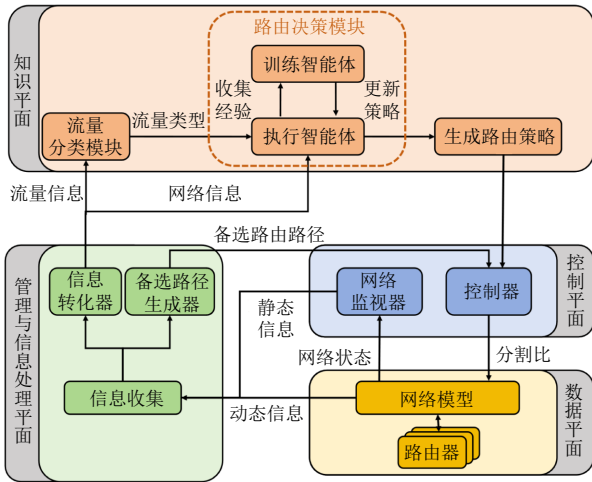 知识平面
路由决策模块
训练智能体
收集
经验
更新
策略
流量
分类模块
流量类型
执行智能体
生成路由策略
流量信息
网络信息
备选路由路径
管理与信息处理平面
信息
转化器
备选路径
生成器
静态
信息
网络
监视器
控制器
控制平面
网络状态
分割比
信息收集
动态信息
网络模型
路由器
数据平面